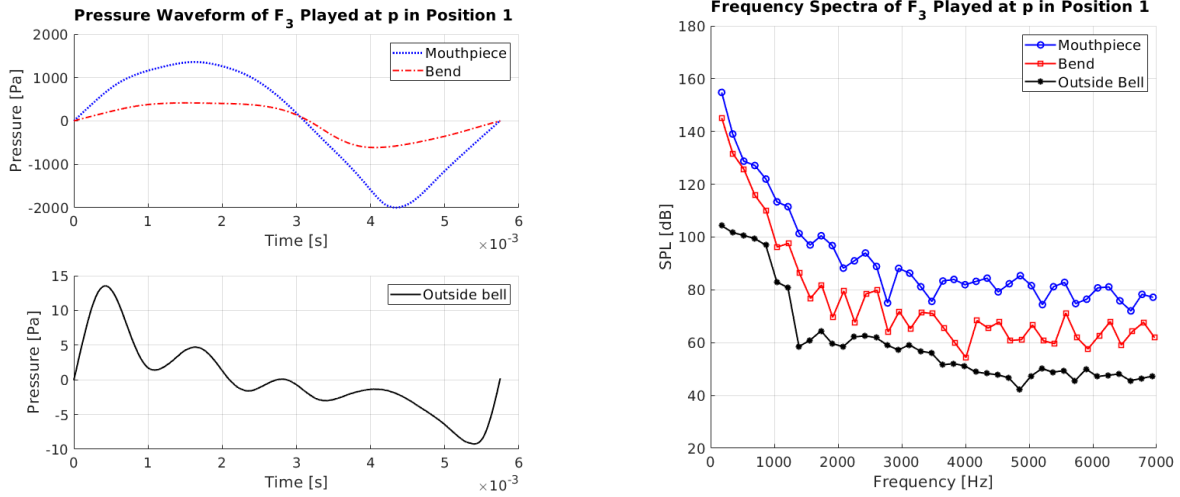 Pressure Waveform of F3 Played at p in Position 1
2000
1000
0
-1000
-2000
Pressure [Pa]
Mouthpiece
Bend
0 1 2 3 4 5 6
Time [s]
×10-3
15
10
5
0
-5
-10
Pressure [Pa]
Outside bell
0 1 2 3 4 5 6
Time [s]
×10-3
Frequency Spectra of F3 Played at p in Position 1
180
160
140
120
100
80
60
40
20
SPL [dB]
Mouthpiece
Bend
Outside Bell
0 1000 2000 3000 4000 5000 6000 7000
Frequency [Hz]